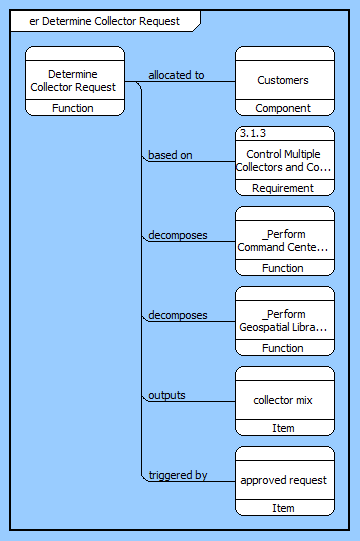 er Determine Collector Request
Determine
Collector Request
Function
allocated to
Customers
Component
based on
3.1.3
Control Multiple
Collectors and Co...
Requirement
decomposes
_Perform
Command Cente...
Function
decomposes
_Perform
Geospatial Libra...
Function
outputs
collector mix
Item
triggered by
approved request
Item